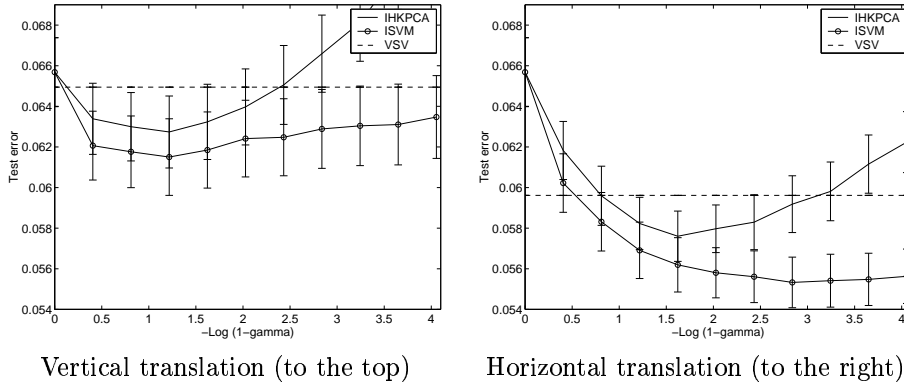 0.068
0.066
0.064
0.062
0.06
0.058
0.056
0.054
Test error
IHKPCA
ISVM
VSV
0 0.5 1 1.5 2 2.5 3 3.5 4
−Log (1−gamma)
Vertical translation (to the top)
0.068
0.066
0.064
0.062
0.06
0.058
0.056
0.054
Test error
IHKPCA
ISVM
VSV
0 0.5 1 1.5 2 2.5 3 3.5 4
−Log (1−gamma)
Horizontal translation (to the right)